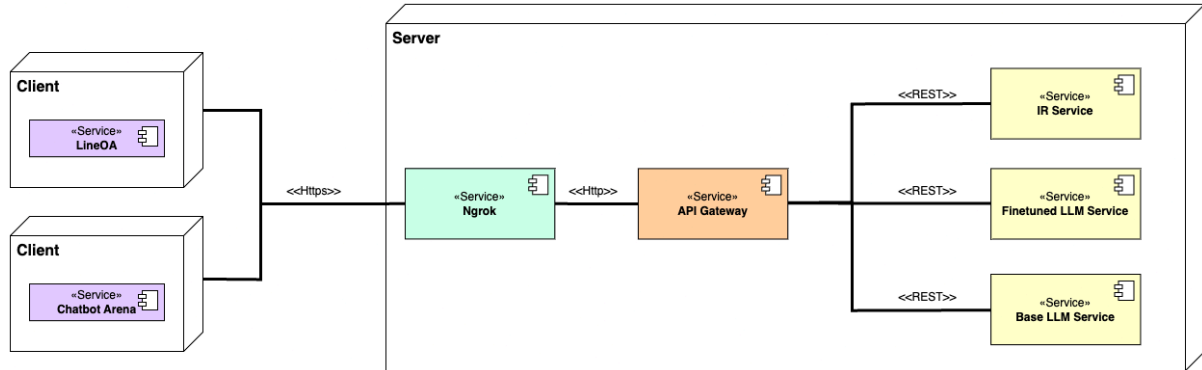 Server
Client
«Service»
LineOA
<<Https>>
Client
«Service»
Chatbot Arena
«Service»
Ngrok
<<Http>>
«Service»
API Gateway
<<REST>>
«Service»
IR Service
<<REST>>
«Service»
Finetuned LLM Service
<<REST>>
«Service»
Base LLM Service